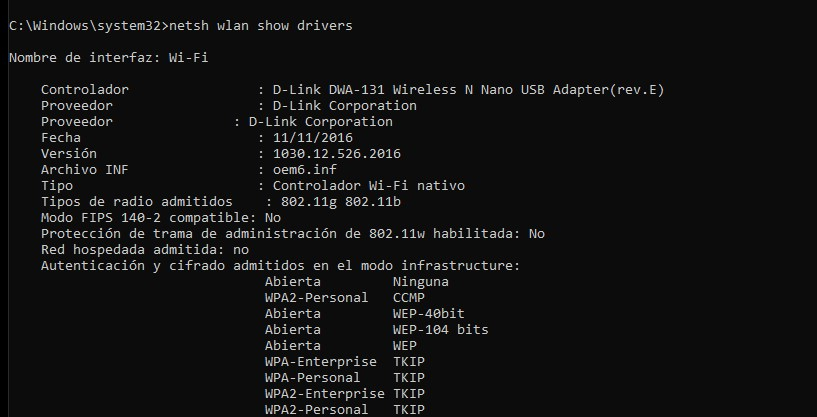 C:\Windows\system32>netsh wlan show drivers
Nombre de interfaz: Wi-Fi
Controlador : D-Link DWA-131 Wireless N Nano USB Adapter(rev.E)
Proveedor : D-Link Corporation
Proveedor : D-Link Corporation
Fecha : 11/11/2016
Versión : 1030.12.526.2016
Archivo INF : oem6.inf
Tipo : Controlador Wi-Fi nativo
Tipos de radio admitidos : 802.11g 802.11b
Modo FIPS 140-2 compatible: No
Protección de trama de administración de 802.11w habilitada: No
Red hospedada admitida: no
Autenticación y cifrado admitidos en el modo infrastructure:
Abierta Ninguna
WPA2-Personal CCMP
Abierta WEP-40bit
Abierta WEP-104 bits
Abierta WEP
WPA-Enterprise TKIP
WPA-Personal TKIP
WPA2-Enterprise TKIP
WPA2-Personal TKIP